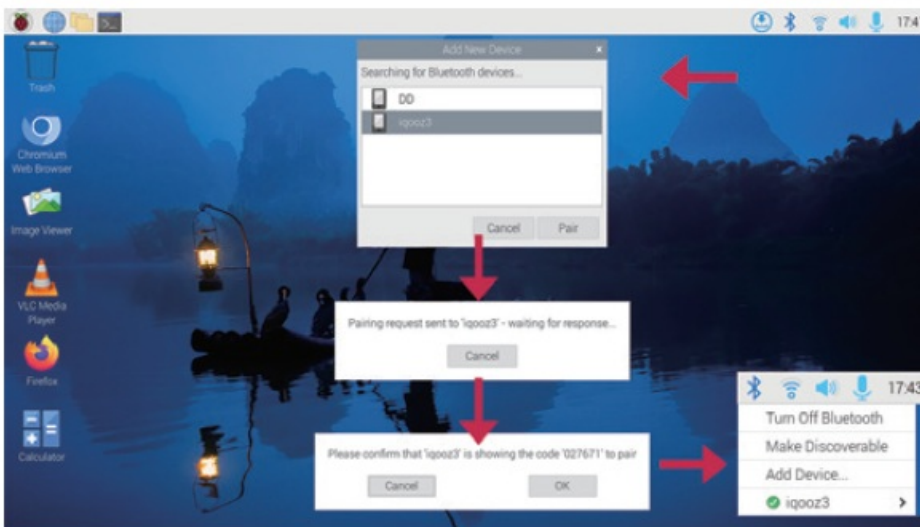 17:4
Trash
Chromium
Web Browser
Image Viewer
VLC Media
Player
Firefox
Calculator
Add New Device
Searching for Bluetooth devices...
DD
iqooz3
Cancel Pair
Pairing request sent to 'iqooz3' - waiting for response...
Cancel
Please confirm that 'iqooz3' is showing the code '027671' to pair
Cancel OK
17:43
Turn Off Bluetooth
Make Discoverable
Add Device...
iqooz3